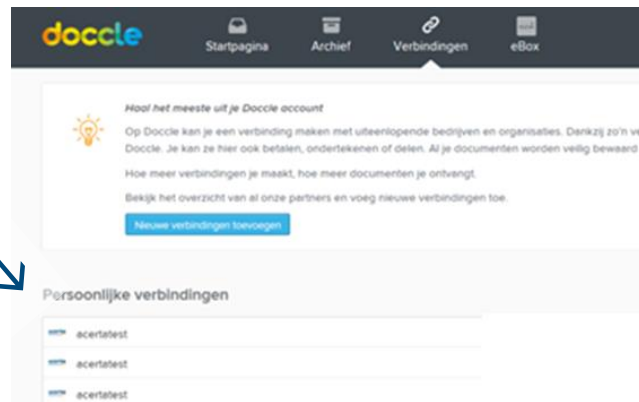 doccle
Startpagina Archief Verbindingen eBox
Haal het meeste uit je Doccle account
Op Doccle kan je een verbinding maken met uiteenlopende bedrijven en organisaties. Dankzij zo'n
Doccle. Je kan ze hier ook betalen, ondertekenen of delen. Al je documenten worden veilig bewaard
Hoe meer verbindingen je maakt, hoe meer documenten je ontvangt.
Bekijk het overzicht van al onze partners en voeg nieuwe verbindingen toe.
Nieuwe verbindingen toevoegen
Persoonlijke verbindingen
acertatest
acertatest
acertatest